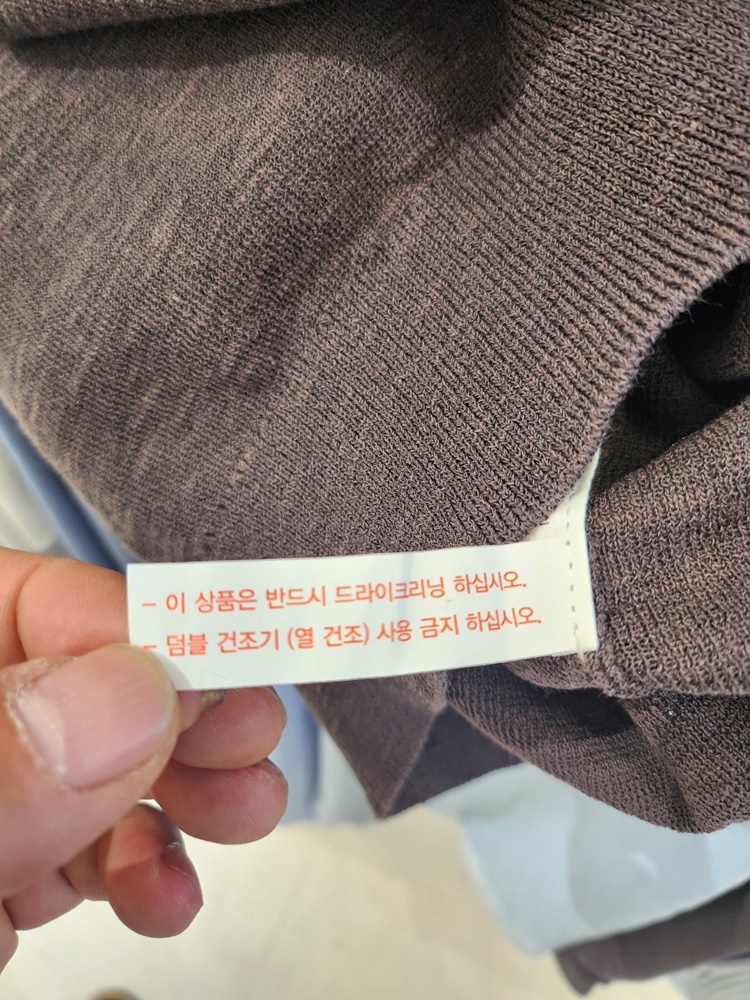 - 이 상품은 반드시 드라이크리닝 하십시오.
- 덤블 건조기 (열 건조) 사용 금지 하십시오.